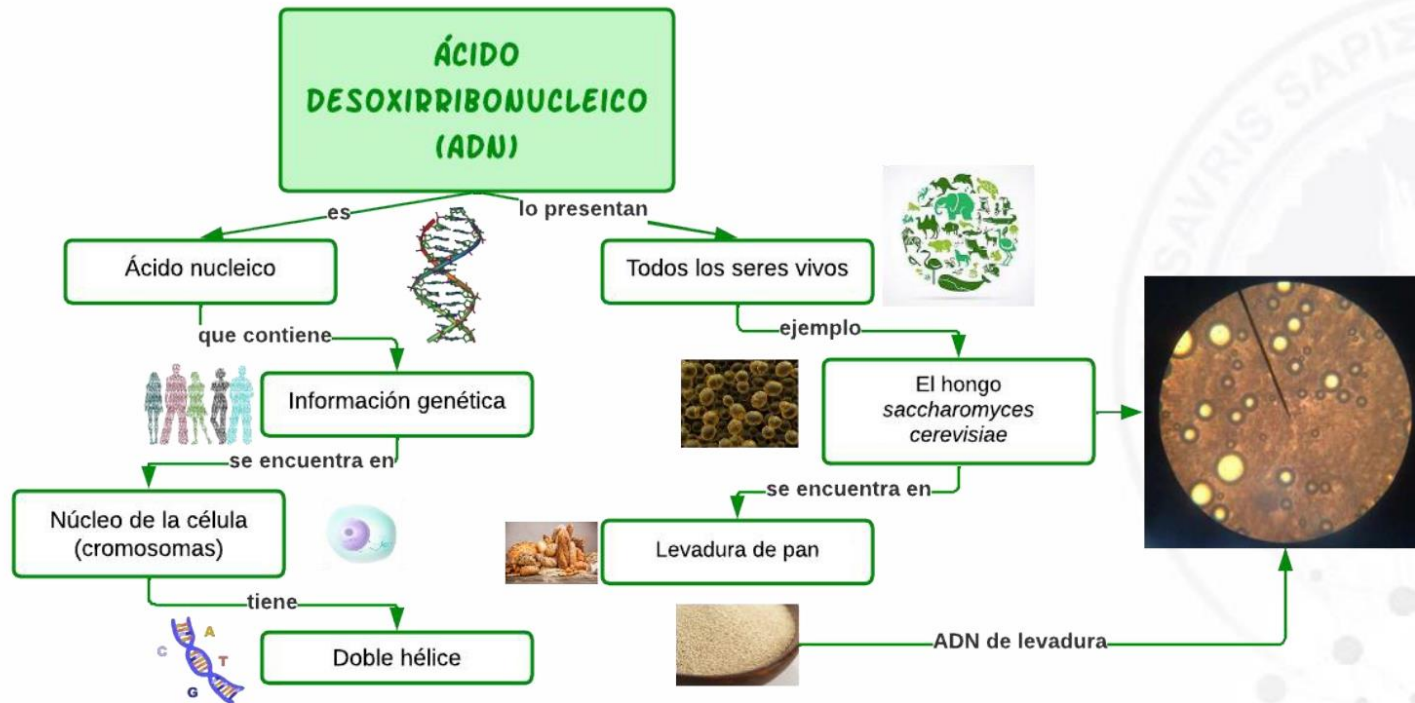 ÁCIDO
DESOXIRRIBONUCLEICO
(ADN)
es
lo presentan
Ácido nucleico
Todos los seres vivos
que contiene
ejemplo
Información genética
El hongo
saccharomyces
cerevisiae
se encuentra en
se encuentra en
Núcleo de la célula
(cromosomas)
Levadura de pan
tiene
A
C
T
G
Doble hélice
ADN de levadura
SAVRIS SAPIE